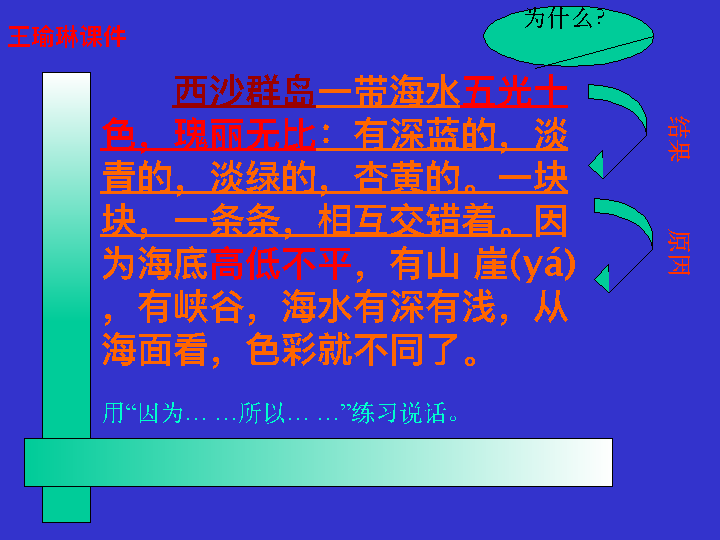 王瑜琳课件
为什么?
西沙群岛一带海水五光十
色，瑰丽无比：有深蓝的，淡
青的，淡绿的，杏黄的。一块
块，一条条，相互交错着。因
为海底高低不平，有山 崖(yá)
，有峡谷，海水有深有浅，从
海面看，色彩就不同了。
结果
原因
用“因为… …所以… …”练习说话。